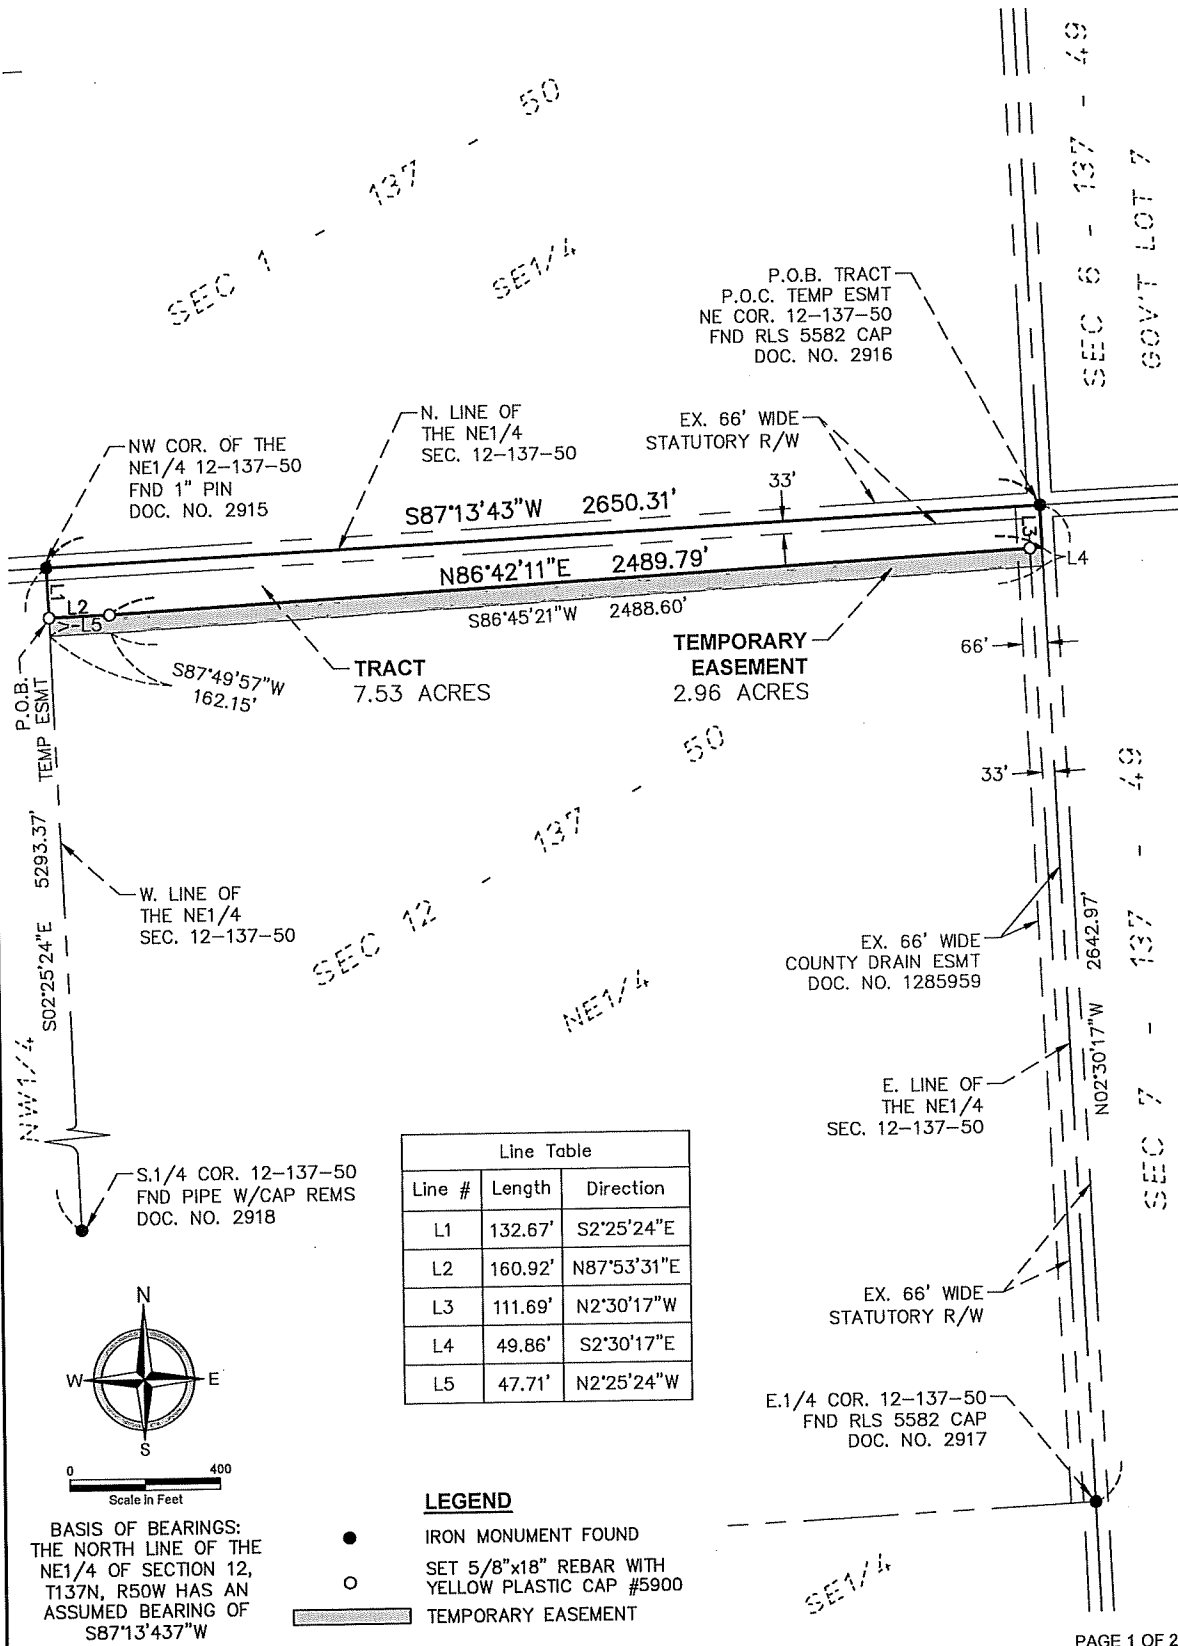 SEC 1 - 137 - 50
SE1/4
SEC 6 - 137 - 49
GOV'T LOT 7
P.O.B. TRACT
P.O.C. TEMP ESMT
NE COR. 12-137-50
FND RLS 5582 CAP
DOC. NO. 2916
NW COR. OF THE
NE1/4 12-137-50
FND 1" PIN
DOC. NO. 2915
N. LINE OF
THE NE1/4
SEC. 12-137-50
EX. 66' WIDE
STATUTORY R/W
33'
S87°13'43"W 2650.31'
N86°42'11"E 2489.79'
S86°45'21"W 2488.60'
L1
L2
L3
L4
L5
S87°49'57"W
162.15'
TRACT
7.53 ACRES
TEMPORARY
EASEMENT
2.96 ACRES
66'
33'
P.O.B.
TEMP ESMT
S02°25'24"E 5293.37'
W. LINE OF
THE NE1/4
SEC. 12-137-50
SEC 12 - 137 - 50
NE1/4
NW1/4
EX. 66' WIDE
COUNTY DRAIN ESMT
DOC. NO. 1285959
N02°30'17"W 2642.97'
SEC 7 - 137 - 49
E. LINE OF
THE NE1/4
SEC. 12-137-50
S.1/4 COR. 12-137-50
FND PIPE W/CAP REMS
DOC. NO. 2918
Line Table
Line # Length Direction
L1 132.67' S2°25'24"E
L2 160.92' N87°53'31"E
L3 111.69' N2°30'17"W
L4 49.86' S2°30'17"E
L5 47.71' N2°25'24"W
EX. 66' WIDE
STATUTORY R/W
E.1/4 COR. 12-137-50
FND RLS 5582 CAP
DOC. NO. 2917
N
W E
S
0 400
Scale in Feet
BASIS OF BEARINGS:
THE NORTH LINE OF THE
NE1/4 OF SECTION 12,
T137N, R50W HAS AN
ASSUMED BEARING OF
S87°13'437"W
LEGEND
IRON MONUMENT FOUND
SET 5/8"x18" REBAR WITH
YELLOW PLASTIC CAP #5900
TEMPORARY EASEMENT
SE1/4
PAGE 1 OF 2